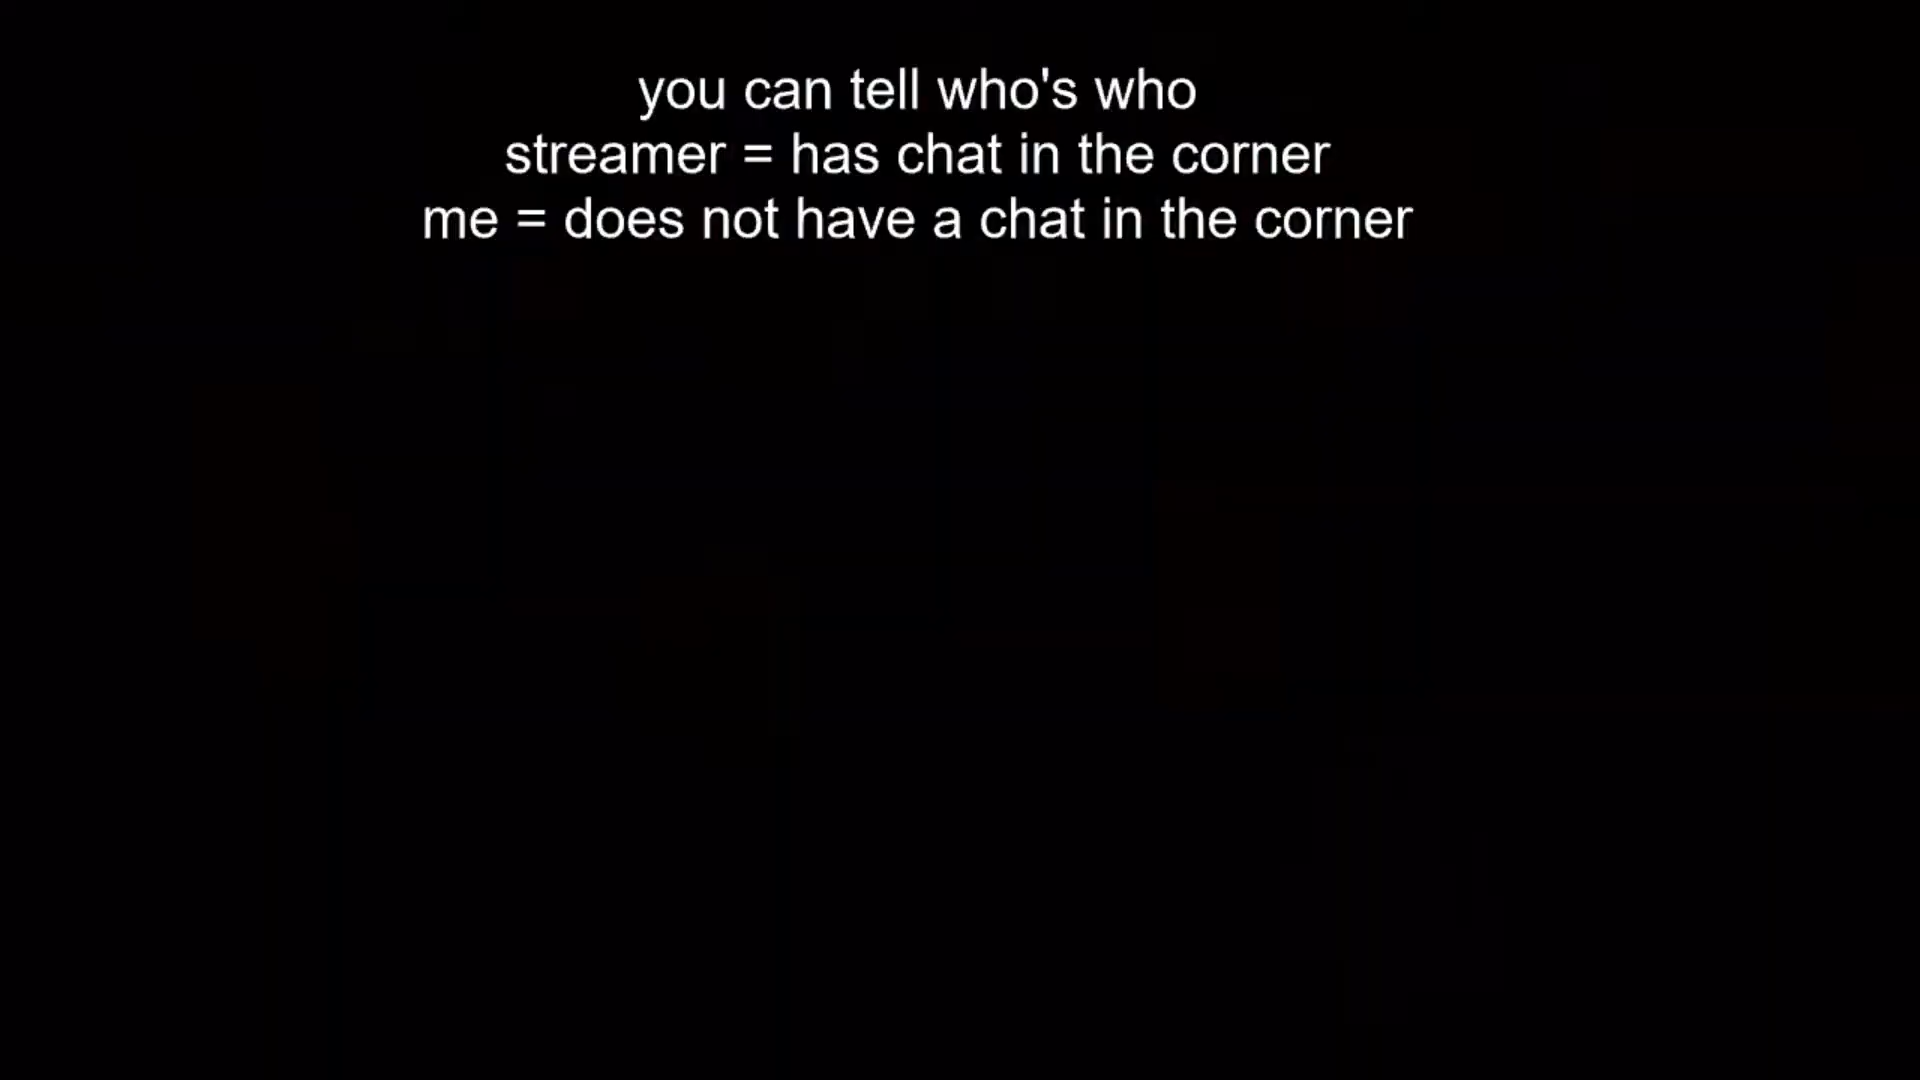 you can tell who's who
streamer = has chat in the corner
me = does not have a chat in the corner